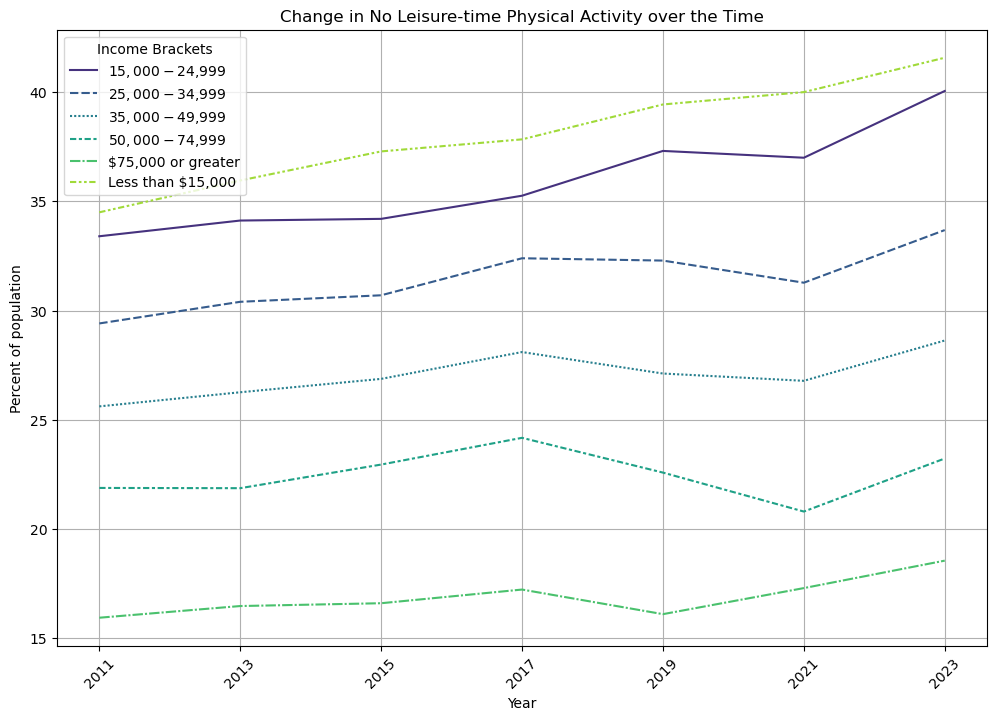 Change in No Leisure-time Physical Activity over the Time
Income Brackets
15,000 − 24,999
25,000 − 34,999
35,000 − 49,999
50,000 − 74,999
$75,000 or greater
Less than $15,000
Percent of population
40
35
30
25
20
15
2011
2013
2015
2017
2019
2021
2023
Year